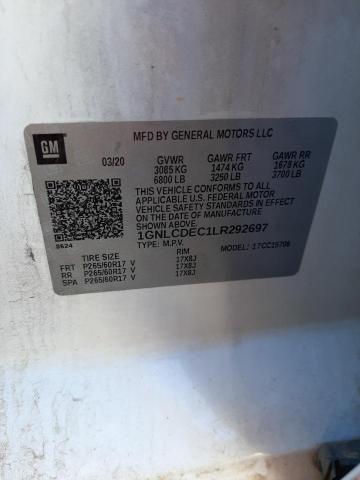 GM
MFD BY GENERAL MOTORS LLC
03/20 GVWR GAWR FRT GAWR RR
3085 KG 1474 KG 1678 KG
6800 LB 3250 LB 3700 LB
THIS VEHICLE CONFORMS TO ALL
APPLICABLE U.S. FEDERAL MOTOR
VEHICLE SAFETY STANDARDS IN
EFFECT ON THE DATE OF MANUFACTURE
SHOWN ABOVE.
8624 1GNLCDEC1LR292697
TYPE: M.P.V. MODEL: 17CC15706
TIRE SIZE RIM
FRT P265/60R17 V 17X8J
RR P265/60R17 V 17X8J
SPA P265/60R17 V 17X8J